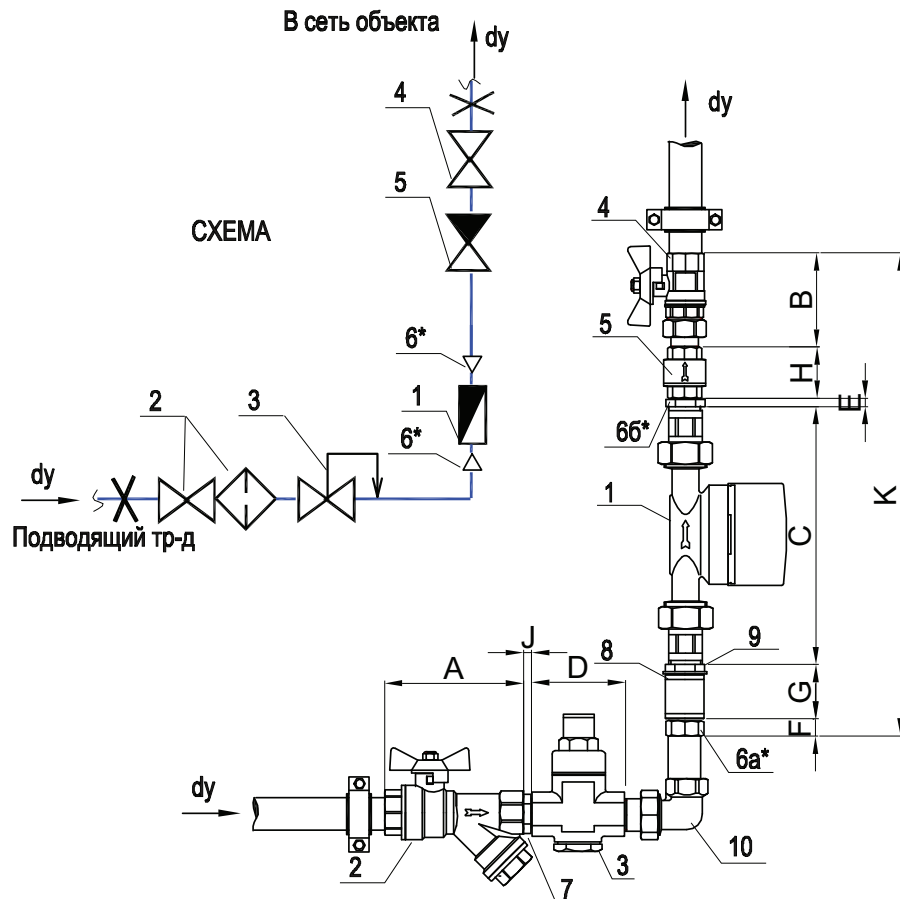 В сеть объекта
dy
4
5
СХЕМА
6*
1
6*
2
3
dy
Подводящий тр-д
dy
4
B
5
H
E
6б*
1
C
K
J
8
9
A
D
G
F
6а*
dy
2
7
3
10